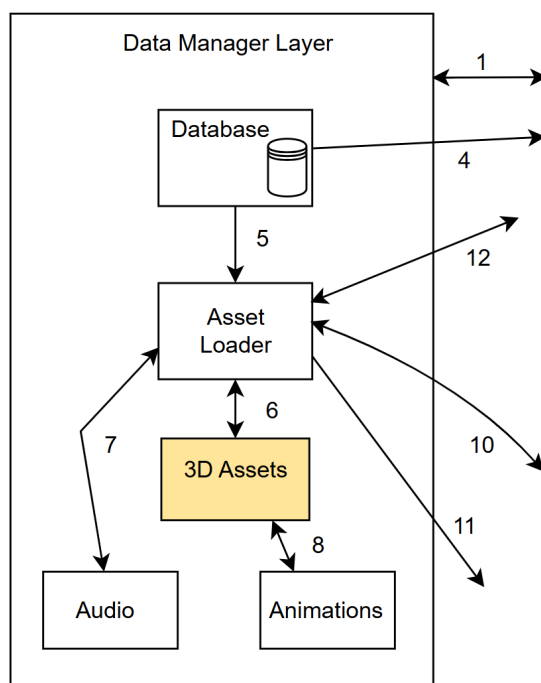 Data Manager Layer
1
Database
4
5
12
Asset
Loader
6
7
10
3D Assets
11
8
Audio
Animations